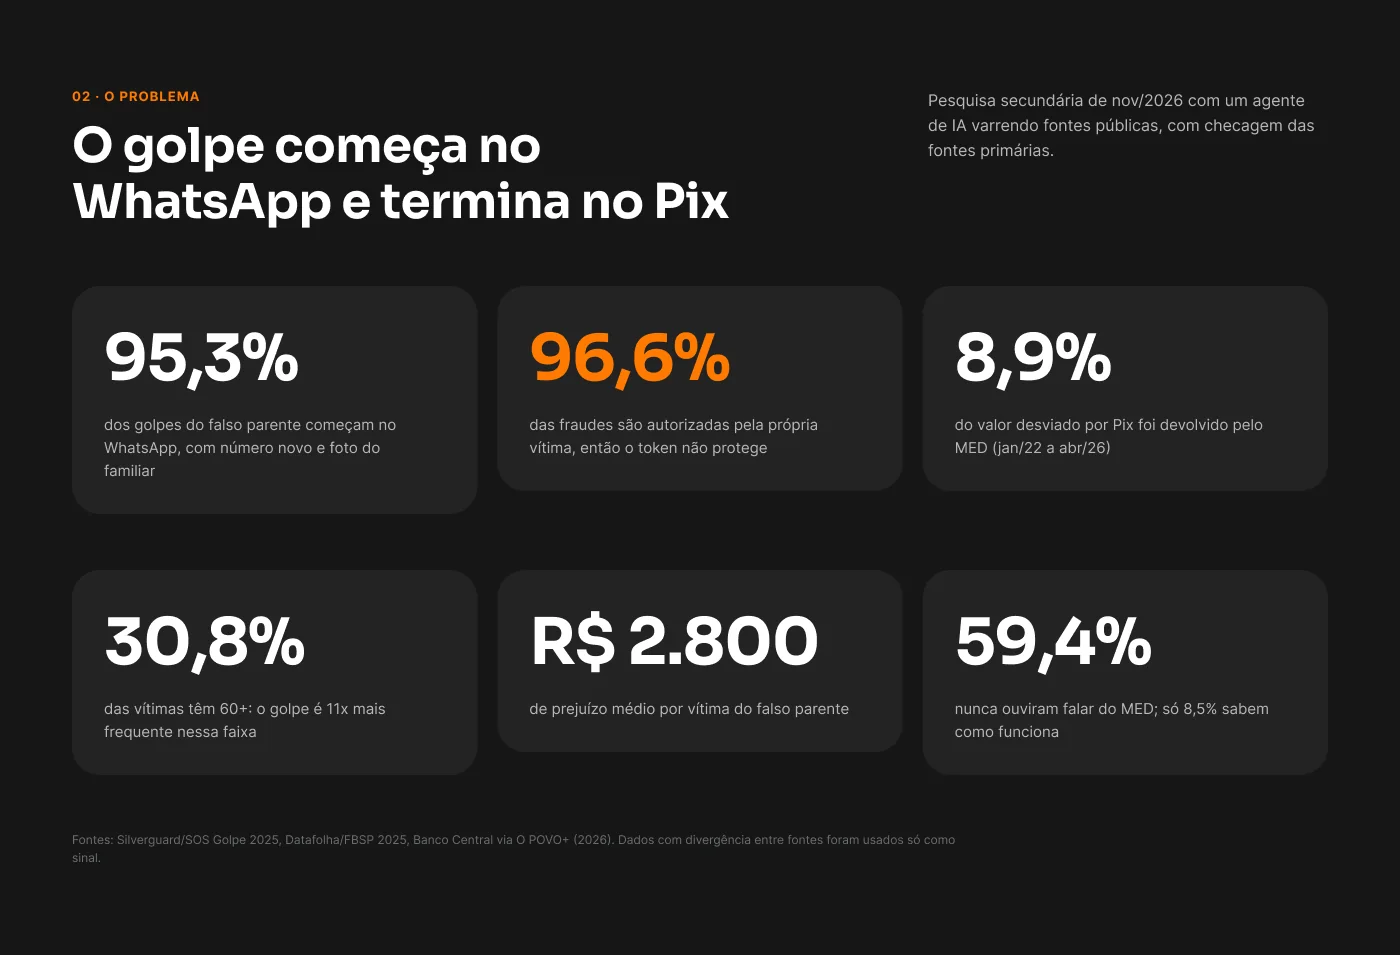 02 · O PROBLEMA
O golpe começa no
WhatsApp e termina no Pix
Pesquisa secundária de nov/2026 com um agente
de IA varrendo fontes públicas, com checagem das
fontes primárias.
95,3%
dos golpes do falso parente começam no
WhatsApp, com número novo e foto do
familiar
96,6%
das fraudes são autorizadas pela própria
vítima, então o token não protege
8,9%
do valor desviado por Pix foi devolvido pelo
MED (jan/22 a abr/26)
30,8%
das vítimas têm 60+: o golpe é 11x mais
frequente nessa faixa
R$ 2.800
de prejuízo médio por vítima do falso parente
59,4%
nunca ouviram falar do MED; só 8,5% sabem
como funciona
Fontes: Silverguard/SOS Golpe 2025, Datafolha/FBSP 2025, Banco Central via O POVO+ (2026). Dados com divergência entre fontes foram usados só como
sinal.